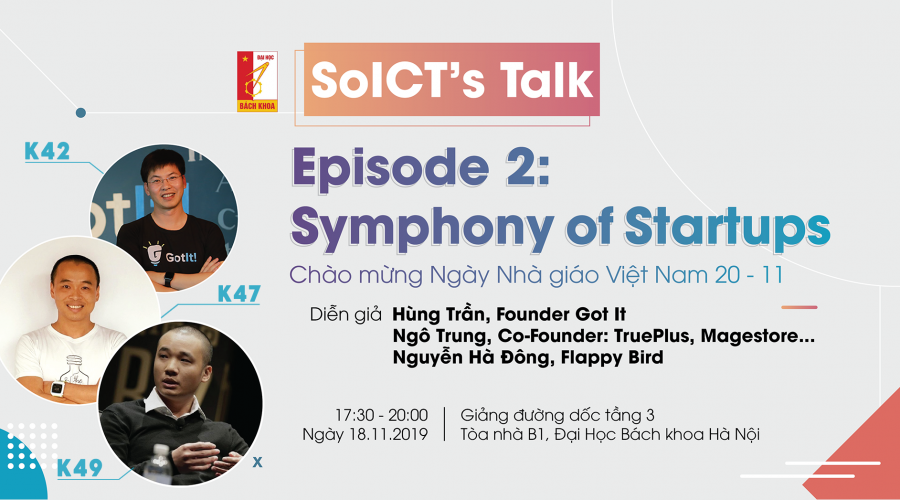 ĐẠI HỌC
BÁCH KHOA
SoICT's Talk
K42
GotIt!
Episode 2:
Symphony of Startups
Chào mừng Ngày Nhà giáo Việt Nam 20 - 11
K47
Diễn giả Hùng Trần, Founder Got It
Ngô Trung, Co-Founder: TruePlus, Magestore...
Nguyễn Hà Đông, Flappy Bird
17:30 - 20:00
Ngày 18.11.2019
Giảng đường dốc tầng 3
Tòa nhà B1, Đại Học Bách khoa Hà Nội
K49
X